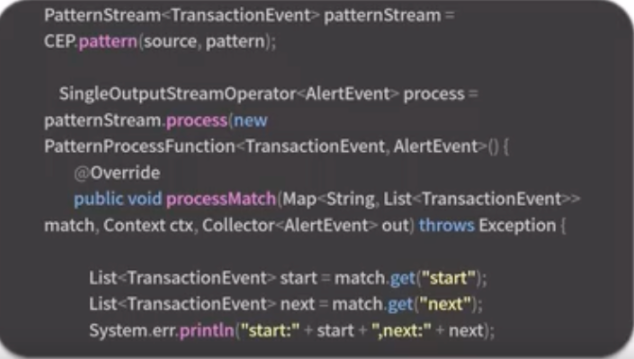 PatternStream<TransactionEvent> patternStream =
CEP.pattern(source, pattern);
SingleOutputStreamOperator<AlertEvent> process =
patternStream.process(new
PatternProcessFunction<TransactionEvent, AlertEvent>() {
@Override
public void processMatch(Map<String, List<TransactionEvent>>
match, Context ctx, Collector<AlertEvent> out) throws Exception {
List<TransactionEvent> start = match.get("start");
List<TransactionEvent> next = match.get("next");
System.err.println("start:" + start + ",next:" + next);